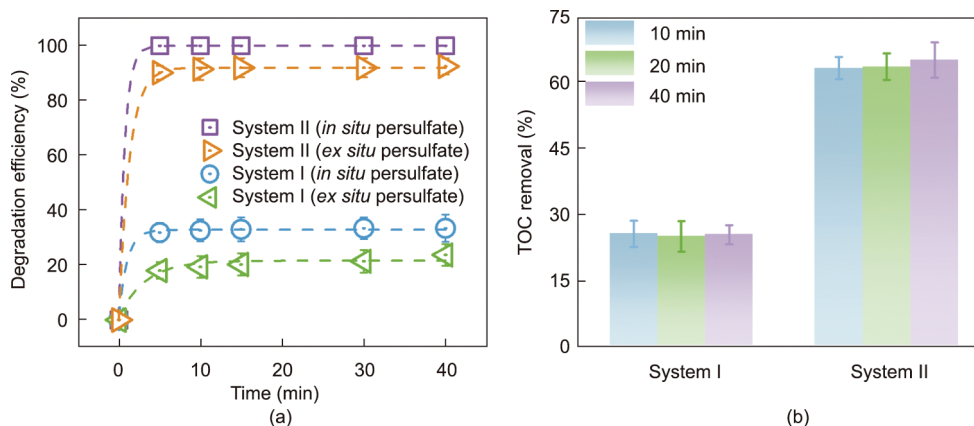 100
80
60
40
20
0
Degradation efficiency (%)
System II (in situ persulfate)
System II (ex situ persulfate)
System I (in situ persulfate)
System I (ex situ persulfate)
0 10 20 30 40
Time (min)
(a)
75
60
45
30
15
0
TOC removal (%)
10 min
20 min
40 min
System I System II
(b)